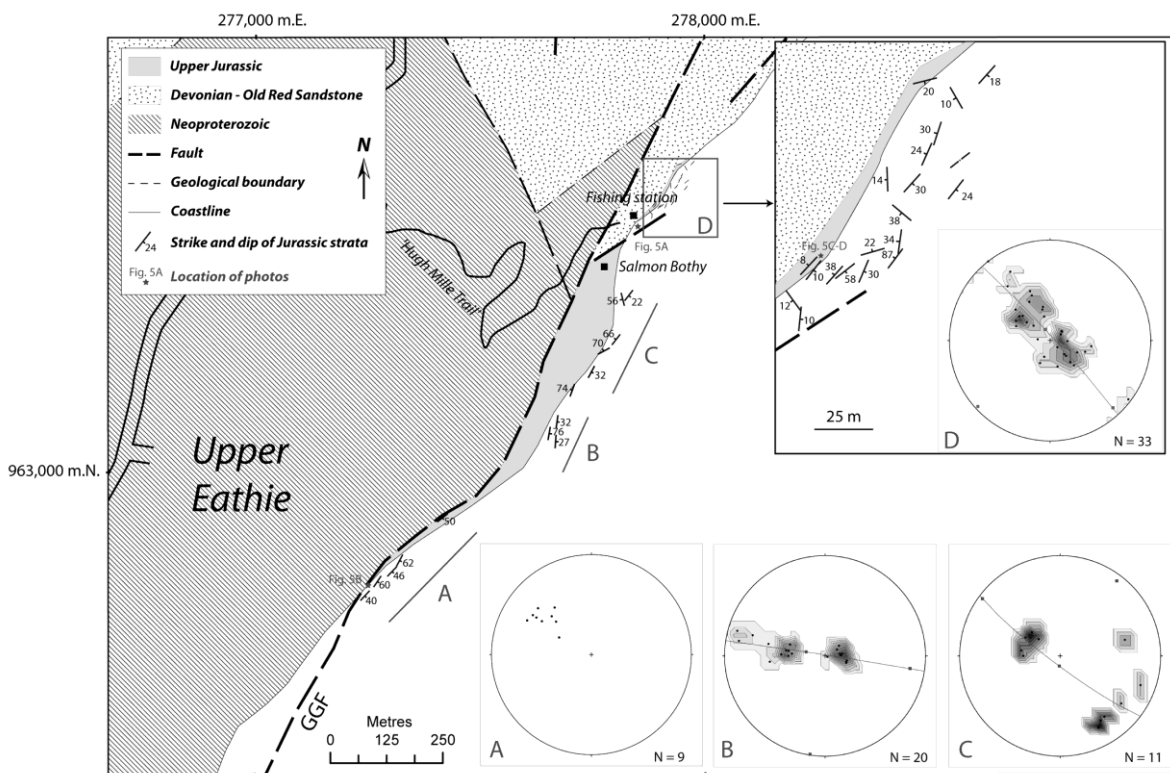 277,000 m.E.
278,000 m.E.
Upper Jurassic
Devonian - Old Red Sandstone
Neoproterozoic
Fault
Geological boundary
Coastline
24
Strike and dip of Jurassic strata
Fig. 5A
Location of photos
N
Fishing station
D
Fig. 5A
Salmon Bothy
Hugh Mille Trail"
56
22
66
70
C
32
74
32
76
27
B
963,000 m.N.
Upper
Eathie
50
62
46
60
40
Fig. 5B
A
GGF
Metres
0
125
250
20
18
10
30
24
14
30
24
38
22
34
87
Fig. 5C-D
8
10
38
58
30
12
10
25 m
D
N = 33
A
N = 9
B
N = 20
C
N = 11